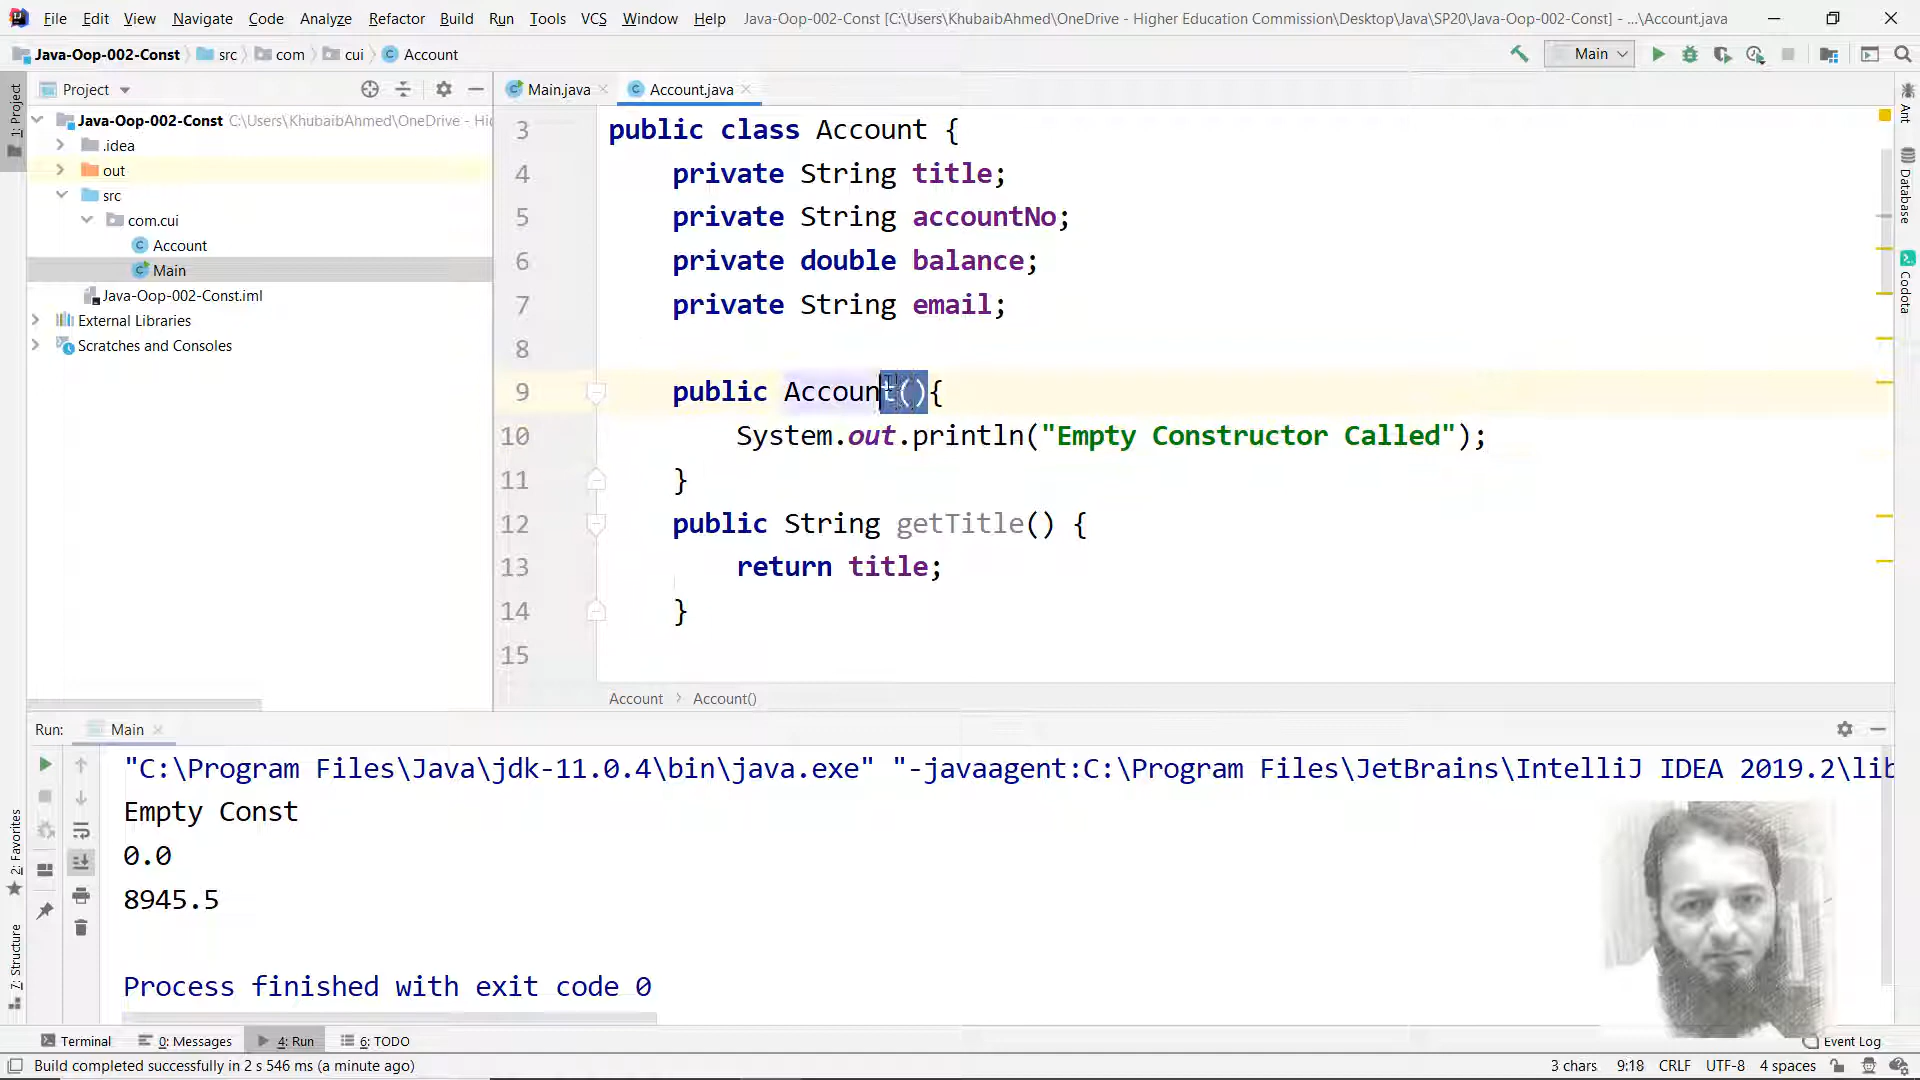 File Edit View Navigate Code Analyze Refactor Build Run Tools VCS Window Help Java-Oop-002-Const [C:\Users\KhubaibAhmed\OneDrive - Higher Education Commission\Desktop\Java\SP20\Java-Oop-002-Const] - ...\Account.java
Java-Oop-002-Const src com cui Account Main
1: Project
Project
Main.java Account.java
Java-Oop-002-Const C:\Users\KhubaibAhmed\OneDrive - Hi
.idea
out
src
com.cui
Account
Main
Java-Oop-002-Const.iml
External Libraries
Scratches and Consoles
3 public class Account {
4 private String title;
5 private String accountNo;
6 private double balance;
7 private String email;
8
9 public Account(){
10 System.out.println("Empty Constructor Called");
11 }
12 public String getTitle() {
13 return title;
14 }
15
Account Account()
Ant
Database
Codota
Run: Main
"C:\Program Files\Java\jdk-11.0.4\bin\java.exe" "-javaagent:C:\Program Files\JetBrains\IntelliJ IDEA 2019.2\lib
Empty Const
0.0
8945.5
Process finished with exit code 0
2: Favorites
7: Structure
Terminal 0: Messages 4: Run 6: TODO Event Log
Build completed successfully in 2 s 546 ms (a minute ago) 3 chars 9:18 CRLF UTF-8 4 spaces